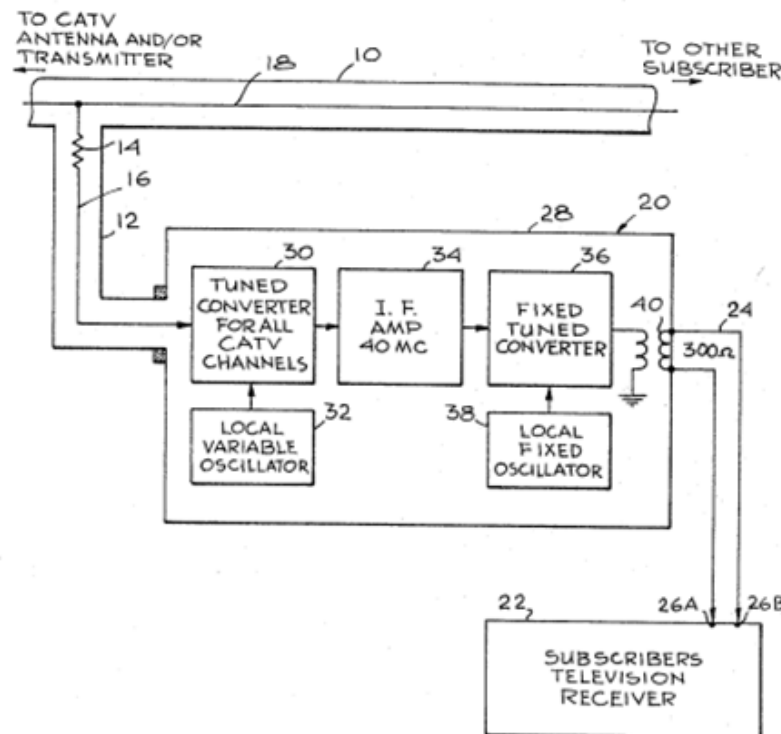 TO CATV
ANTENNA AND/OR
TRANSMITTER
TO OTHER
SUBSCRIBER
18
10
14
16
12
28
20
30
34
36
TUNED
CONVERTER
FOR ALL
CATV
CHANNELS
I.F.
AMP
40 MC
FIXED
TUNED
CONVERTER
40
24
300Ω
32
38
LOCAL
VARIABLE
OSCILLATOR
LOCAL
FIXED
OSCILLATOR
22
26A
26B
SUBSCRIBERS
TELEVISION
RECEIVER